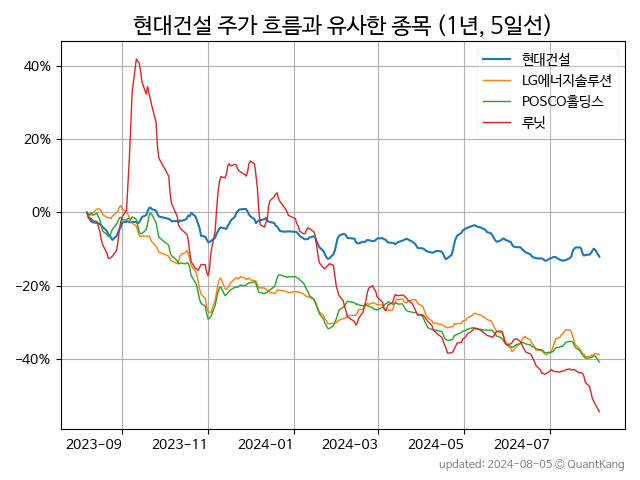 현대건설 주가 흐름과 유사한 종목 (1년, 5일선)
현대건설
LG에너지솔루션
POSCO홀딩스
루닛
40%
20%
0%
−20%
−40%
2023-09
2023-11
2024-01
2024-03
2024-05
2024-07
updated: 2024-08-05 © QuantKang